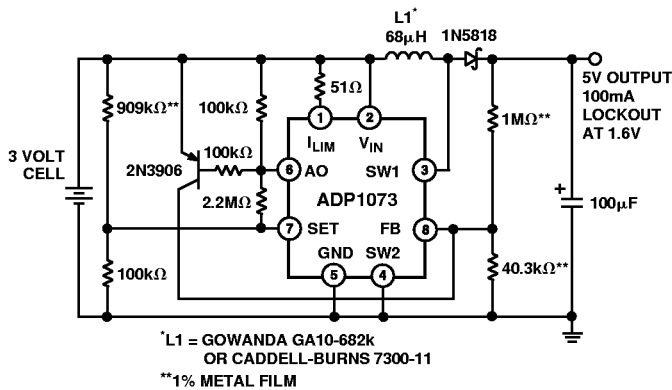 L1*
68μH
1N5818
5V OUTPUT
100mA
LOCKOUT
AT 1.6V
51Ω
909kΩ**
100kΩ
1MΩ**
1
2
ILIM
VIN
3 VOLT
CELL
2N3906
100kΩ
6
AO
SW1
3
ADP1073
2.2MΩ
+
100μF
7
SET
FB
8
GND
SW2
100kΩ
5
4
40.3kΩ**
*L1 = GOWANDA GA10-682k
OR CADDELL-BURNS 7300-11
**1% METAL FILM